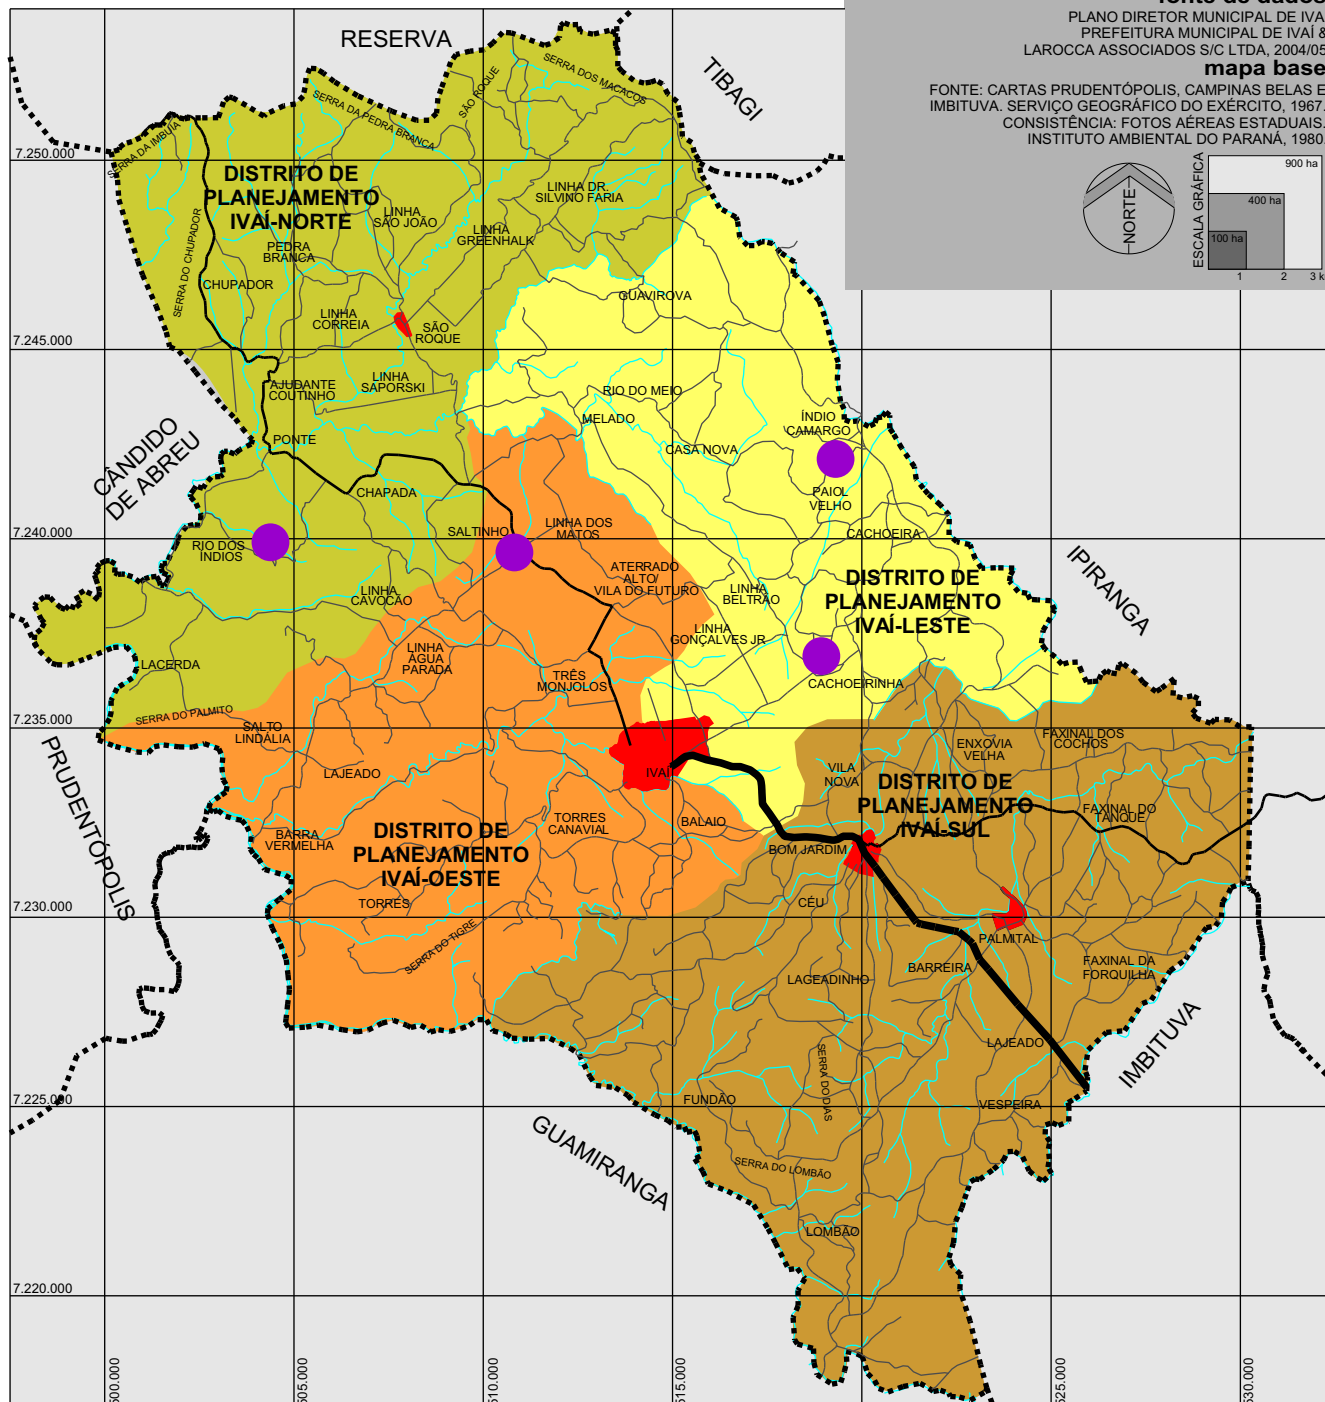 fonte de dados
PLANO DIRETOR MUNICIPAL DE IVAÍ
PREFEITURA MUNICIPAL DE IVAÍ &
LAROCCA ASSOCIADOS S/C LTDA, 2004/05
mapa base
FONTE: CARTAS PRUDENTÓPOLIS, CAMPINAS BELAS E
IMBITUVA. SERVIÇO GEOGRÁFICO DO EXÉRCITO, 1967.
CONSISTÊNCIA: FOTOS AÉREAS ESTADUAIS.
INSTITUTO AMBIENTAL DO PARANÁ, 1980.
NORTE
ESCALA GRÁFICA
900 ha
400 ha
100 ha
1
2
3 k
RESERVA
TIBAGI
SERRA DOS MACACOS
SÃO ROQUE
SERRA DA PEDRA BRANCA
SERRA DA IMBUIA
7.250.000
DISTRITO DE
PLANEJAMENTO
IVAÍ-NORTE
LINHA DR.
SILVINO FARIA
LINHA
SÃO JOÃO
LINHA
GREENHALK
SERRA DO CHUPADOR
PEDRA
BRANCA
CHUPADOR
GUAVIROVA
LINHA
CORREIA
SÃO
ROQUE
7.245.000
AJUDANTE
COUTINHO
LINHA
SAPORSKI
RIO DO MEIO
MELADO
ÍNDIO
CAMARGO
CÂNDIDO
DE ABREU
PONTE
CASA NOVA
CHAPADA
PAIOL
VELHO
7.240.000
RIO DOS
ÍNDIOS
SALTINHO
LINHA DOS
MATOS
CACHOEIRA
IPIRANGA
ATERRADO
ALTO/
VILA DO FUTURO
LINHA
CAVOCÃO
LINHA
BELTRÃO
DISTRITO DE
PLANEJAMENTO
IVAÍ-LESTE
LINHA
GONÇALVES JR
LINHA
ÁGUA
PARADA
LACERDA
TRÊS
MONJOLOS
CACHOEIRINHA
7.235.000
SERRA DO PALMITO
SALTO
LINDÁLIA
FAXINAL DOS
COCHOS
ENXOVIA
VELHA
PRUDENTÓPOLIS
LAJEADO
IVAÍ
VILA
NOVA
DISTRITO DE
PLANEJAMENTO
IVAÍ-SUL
FAXINAL DO
TANQUE
BARRA
VERMELHA
DISTRITO DE
PLANEJAMENTO
IVAÍ-OESTE
TORRES
CANAVIAL
BALAIO
BOM JARDIM
7.230.000
TORRES
CÉU
PALMITAL
SERRA DO TIGRE
LAGEADINHO
BARREIRA
FAXINAL DA
FORQUILHA
LAJEADO
IMBITUVA
SERRA DO DIAS
7.225.000
FUNDÃO
VESPEIRA
GUAMIRANGA
SERRA DO LOMBÃO
LOMBÃO
7.220.000
600.000
605.000
610.000
615.000
625.000
630.000